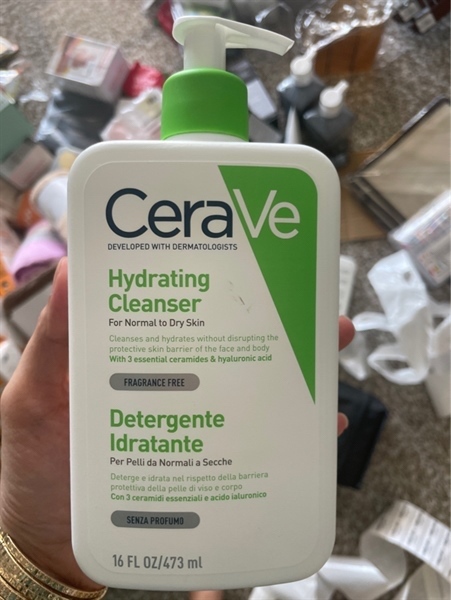 CeraVe
DEVELOPED WITH DERMATOLOGISTS
Hydrating
Cleanser
For Normal to Dry Skin
Cleanses and hydrates without disrupting the
protective skin barrier of the face and body
With 3 essential ceramides & hyaluronic acid
FRAGRANCE FREE
Detergente
Idratante
Per Pelli da Normali a Secche
Deterge e idrata nel rispetto della barriera
protettiva della pelle di viso e corpo
Con 3 ceramidi essenziali e acido ialuronico
SENZA PROFUMO
16 FL OZ/473 ml